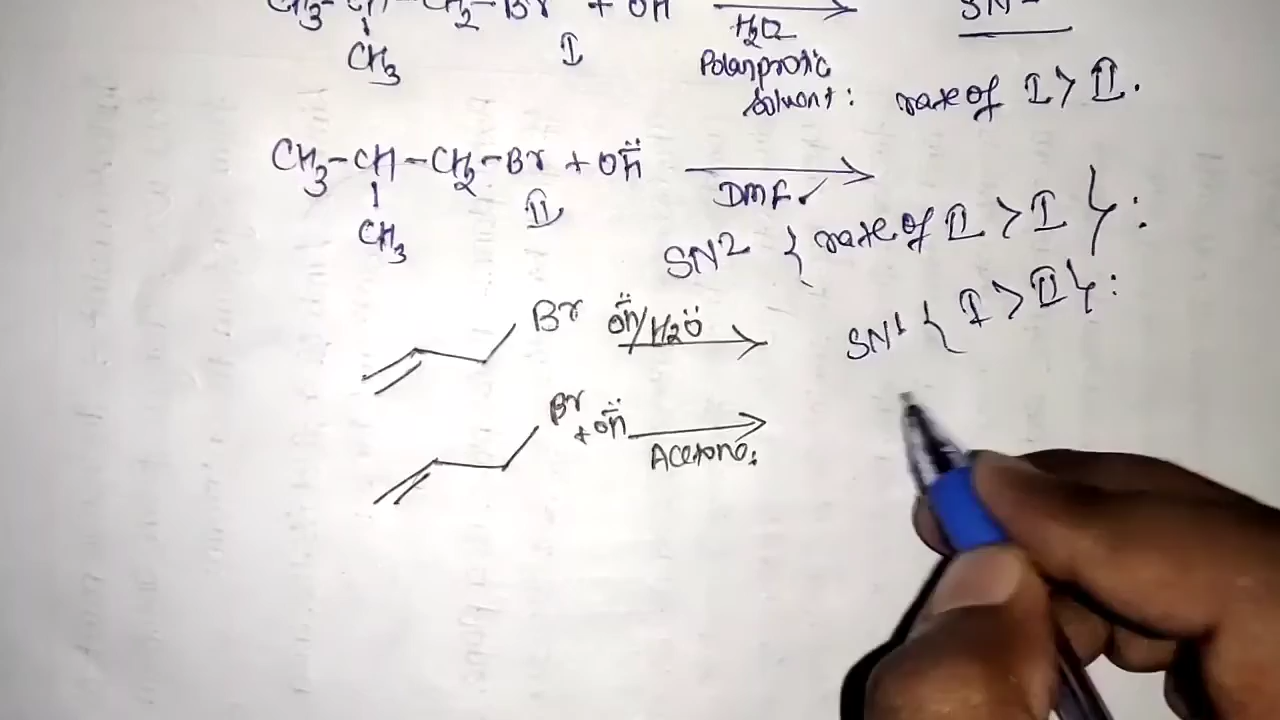 CH3-CH-CH2-Br + OH SN
H2O
CH3 I
Polar protic
Solvent: rate of I > II.
CH3-CH-CH2-Br + OH
DMF ✓
II
CH3
SN2 { rate of II > I }:
Br OH/H2O
SN1 { I > II }:
Br
+ OH
Acetone: